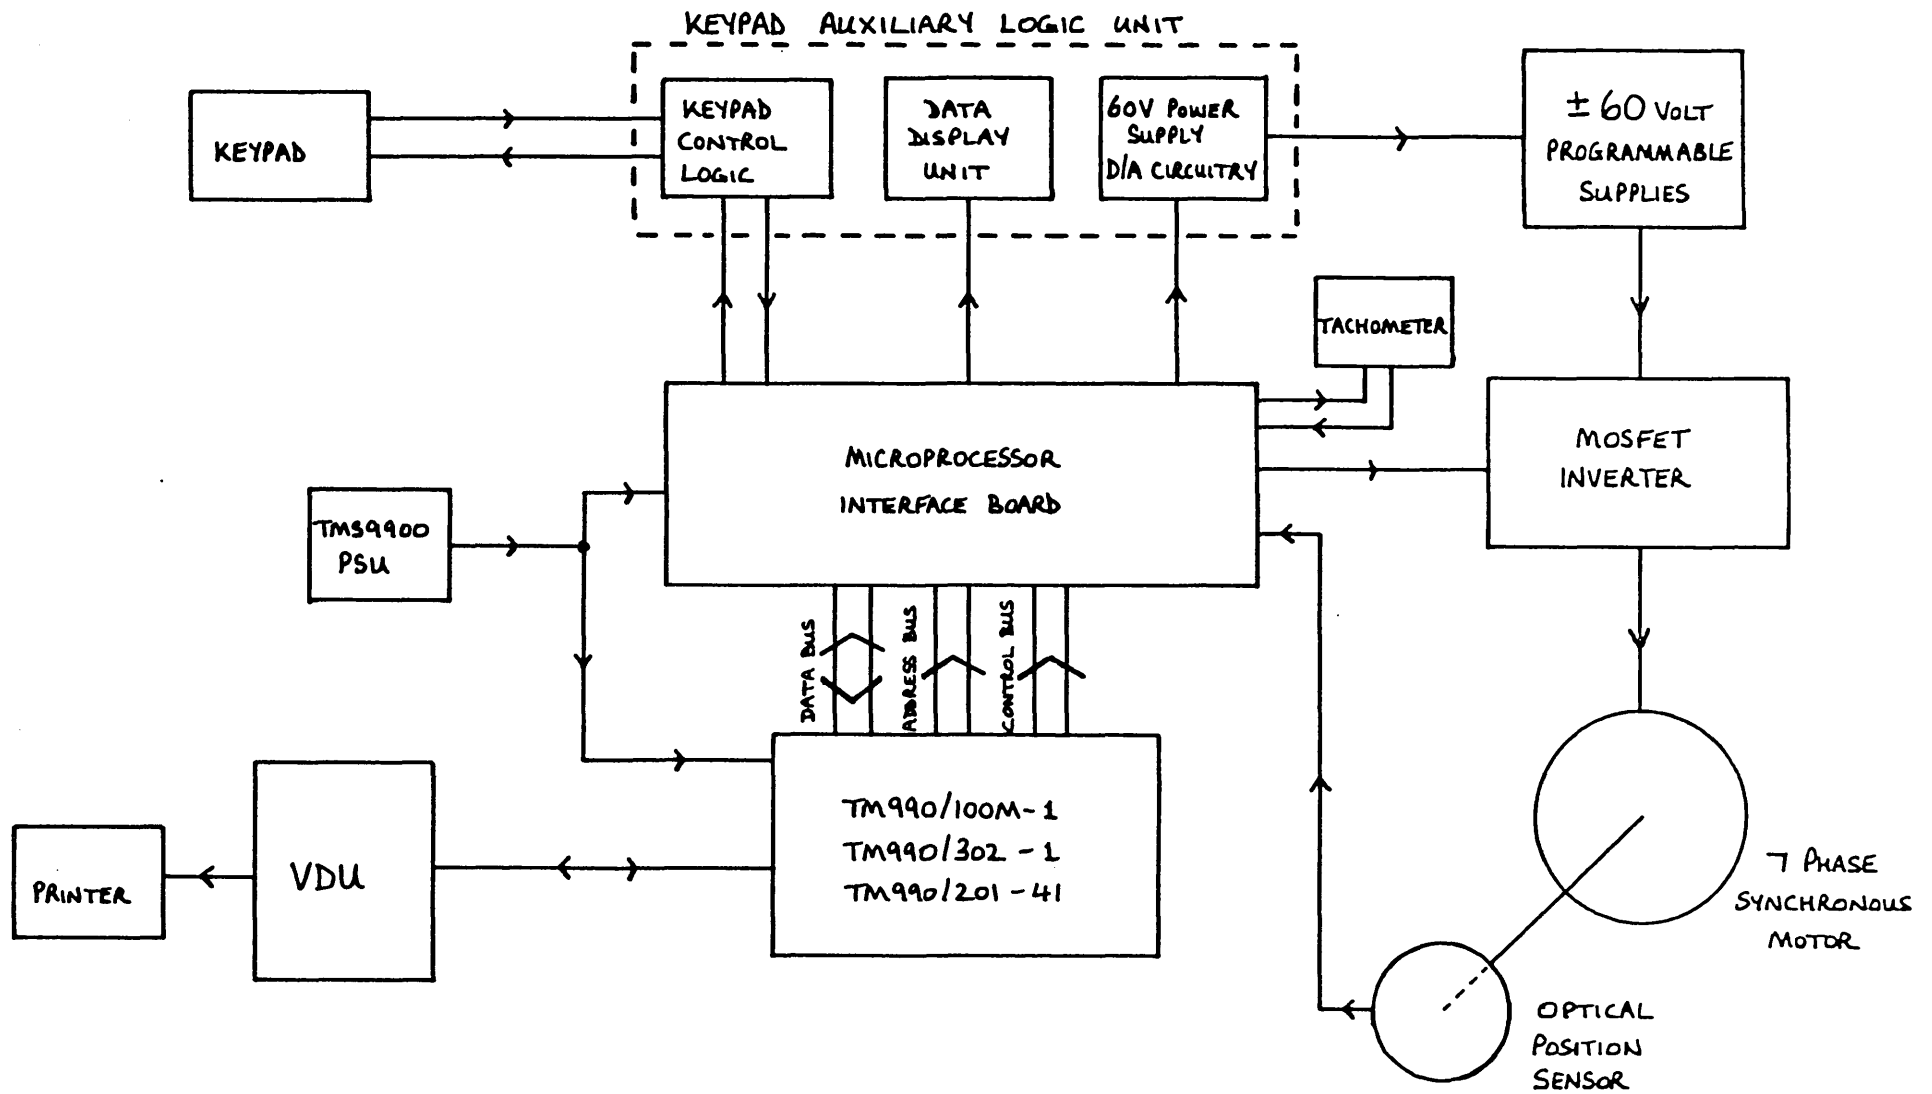 KEYPAD AUXILIARY LOGIC UNIT
KEYPAD
KEYPAD
CONTROL
LOGIC
DATA
DISPLAY
UNIT
60V POWER
SUPPLY
D/A CIRCUITRY
± 60 VOLT
PROGRAMMABLE
SUPPLIES
TACHOMETER
MICROPROCESSOR
INTERFACE BOARD
MOSFET
INVERTER
TMS9900
PSU
DATA BUS
ADDRESS BUS
CONTROL BUS
TM990/100M-1
TM990/302-1
TM990/201-41
VDU
PRINTER
7 PHASE
SYNCHRONOUS
MOTOR
OPTICAL
POSITION
SENSOR